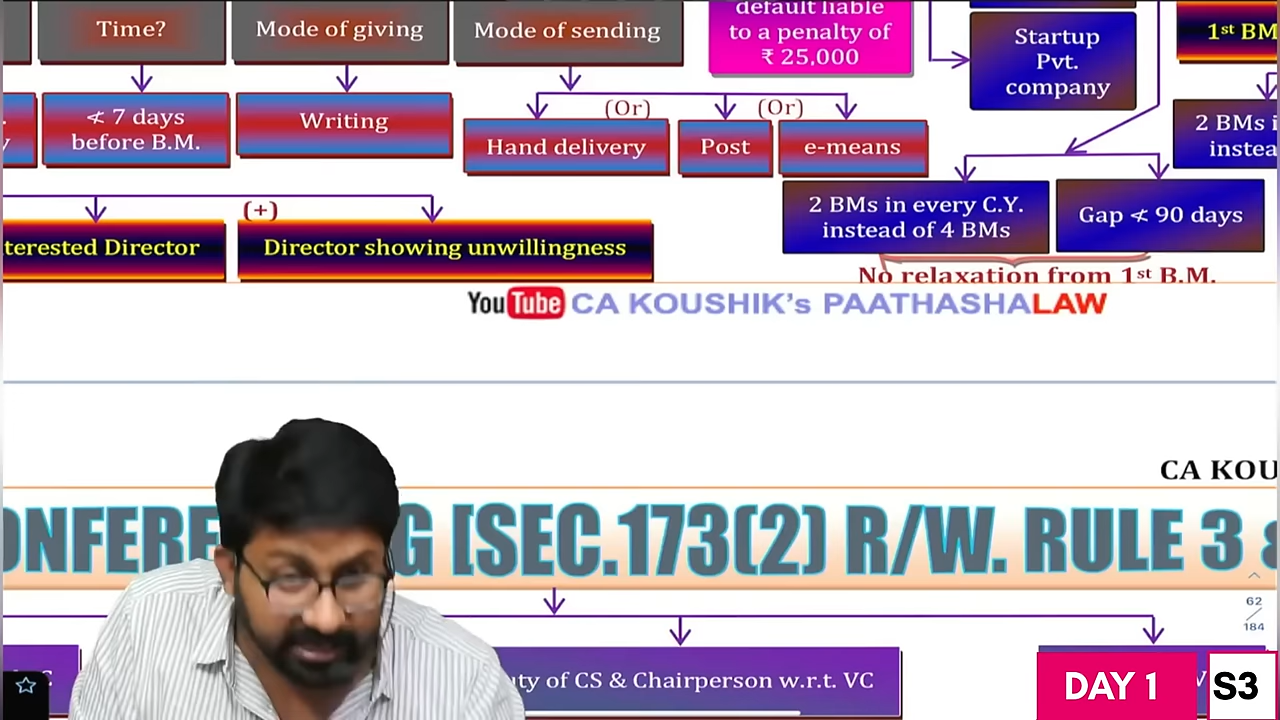 default liable
to a penalty of
₹ 25,000
Time?
Mode of giving
Mode of sending
1st BM
Startup
Pvt.
company
≮ 7 days
before B.M.
Writing
(Or)
(Or)
Hand delivery
Post
e-means
2 BMs
instea
2 BMs in every C.Y.
instead of 4 BMs
Gap ≮ 90 days
(+)
terested Director
Director showing unwillingness
No relaxation from 1st B.M.
YouTube CA KOUSHIK's PAATHASHALAW
CA KOU
ONFERE G [SEC.173(2) R/W. RULE 3 &
62
184
uty of CS & Chairperson w.r.t. VC
DAY 1 S3